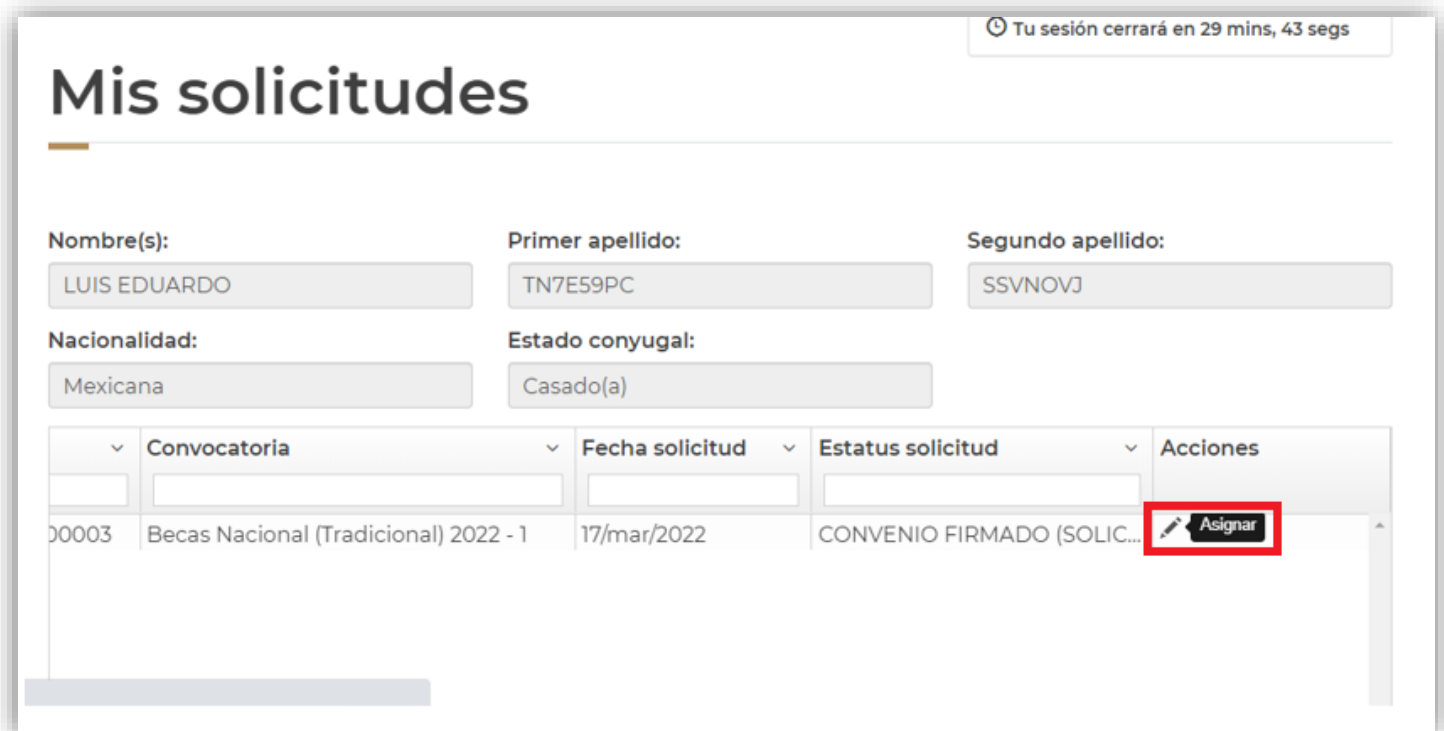 Tu sesión cerrará en 29 mins, 43 segs
Mis solicitudes
Nombre(s): Primer apellido: Segundo apellido:
LUIS EDUARDO TN7E59PC SSVNOVJ
Nacionalidad: Estado conyugal:
Mexicana Casado(a)
Convocatoria Fecha solicitud Estatus solicitud Acciones
00003 Becas Nacional (Tradicional) 2022 - 1 17/mar/2022 CONVENIO FIRMADO (SOLIC... Asignar